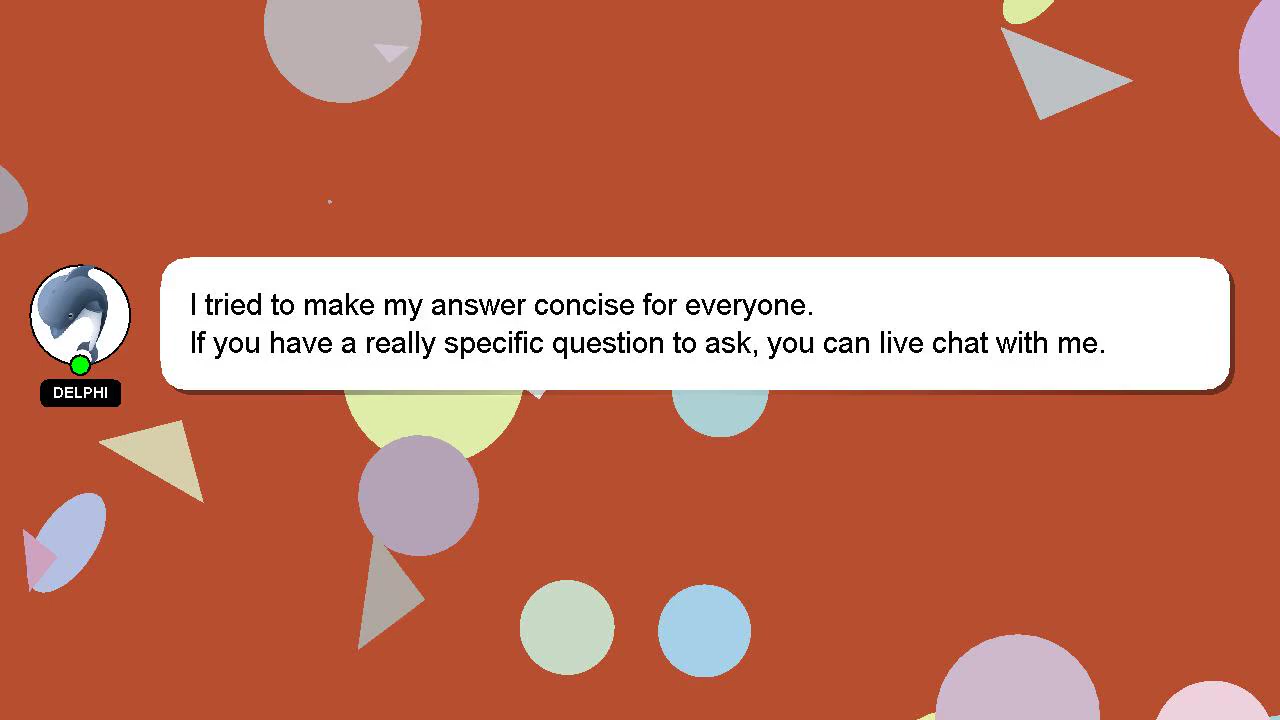 I tried to make my answer concise for everyone.
If you have a really specific question to ask, you can live chat with me.
DELPHI